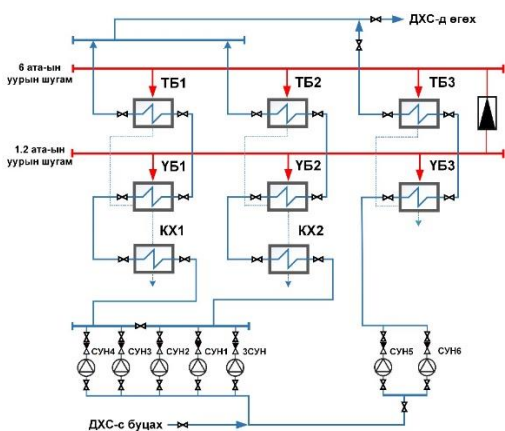 ДХС-д өгөх
6 ата-ын
уурын шугам
ТБ1
ТБ2
ТБ3
1.2 ата-ын
уурын шугам
ҮБ1
ҮБ2
ҮБ3
КХ1
КХ2
СУН4
СУН3
СУН2
СУН1
ЗСУН
СУН5
СУН6
ДХС-с буцах